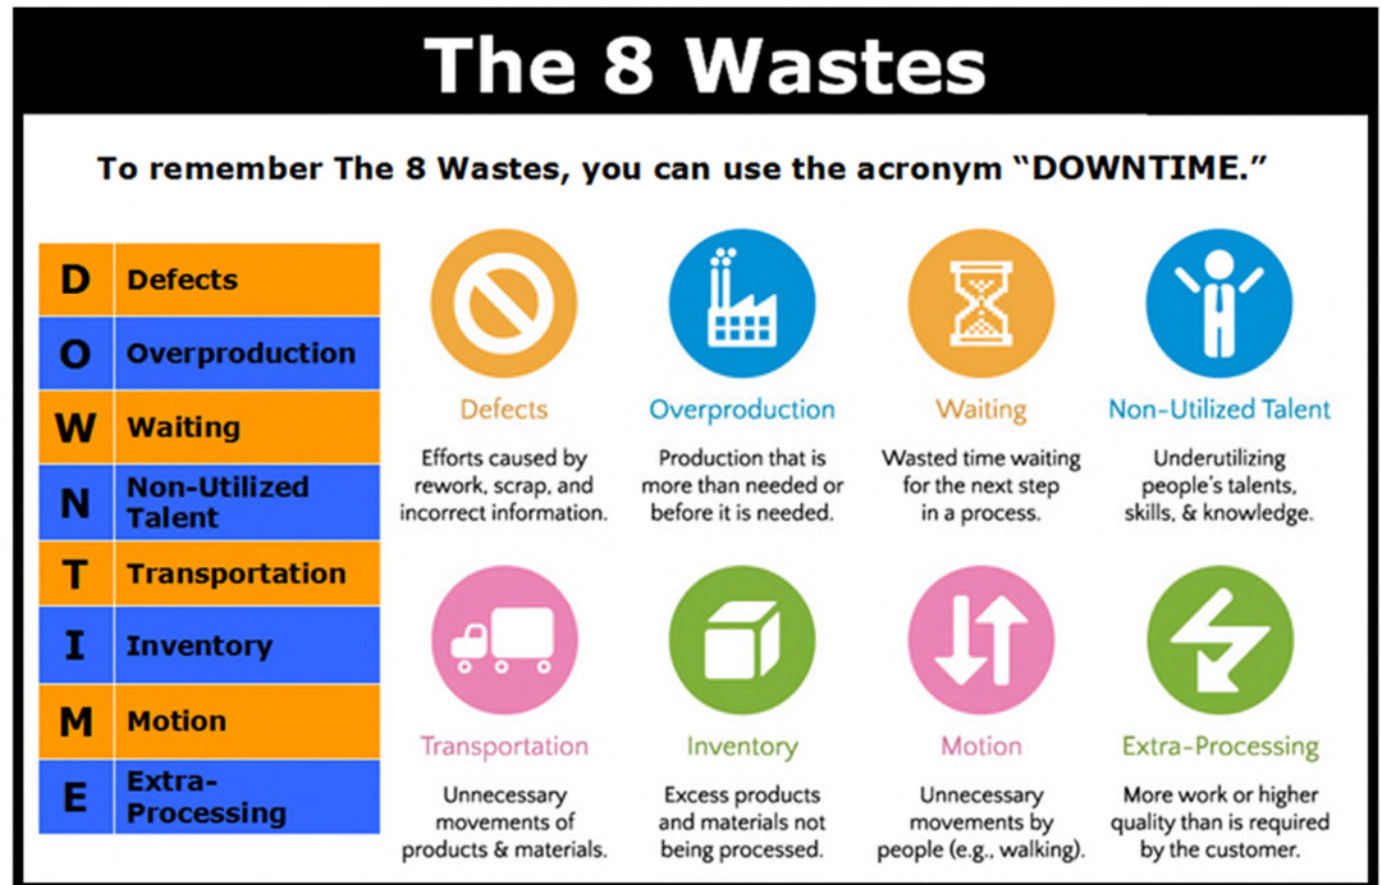 The 8 Wastes
To remember The 8 Wastes, you can use the acronym “DOWNTIME.”
D Defects
O Overproduction
W Waiting
N Non-Utilized
Talent
T Transportation
I Inventory
M Motion
E Extra-
Processing
Defects
Efforts caused by
rework, scrap, and
incorrect information.
Overproduction
Production that is
more than needed or
before it is needed.
Waiting
Wasted time waiting
for the next step
in a process.
Non-Utilized Talent
Underutilizing
people's talents,
skills, & knowledge.
Transportation
Unnecessary
movements of
products & materials.
Inventory
Excess products
and materials not
being processed.
Motion
Unnecessary
movements by
people (e.g., walking).
Extra-Processing
More work or higher
quality than is required
by the customer.